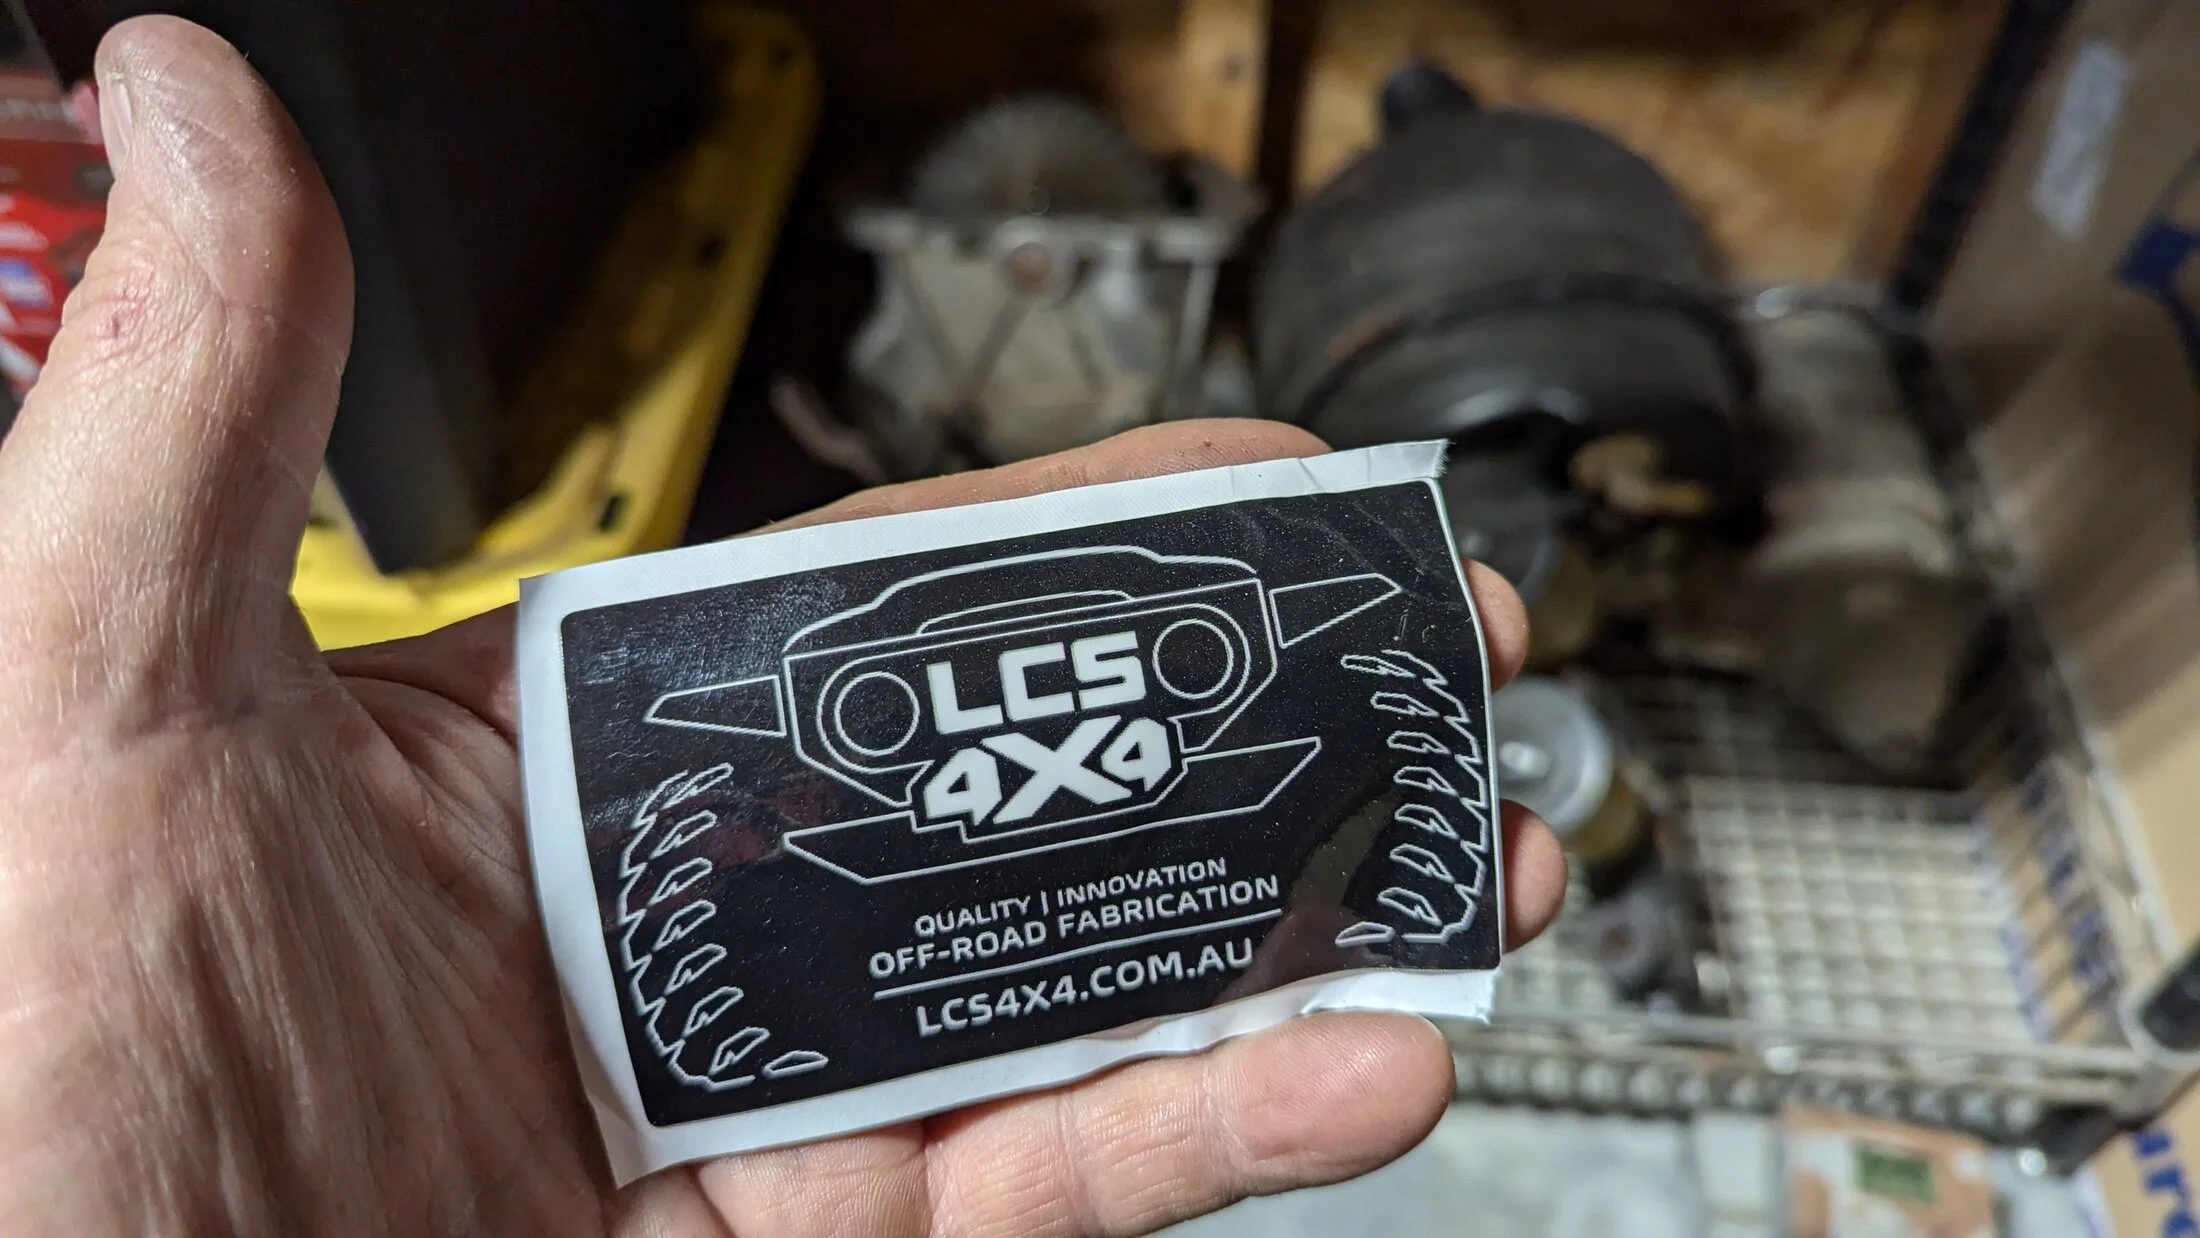 LCS
4X4
QUALITY | INNOVATION
OFF-ROAD FABRICATION
LCS4X4.COM.AU